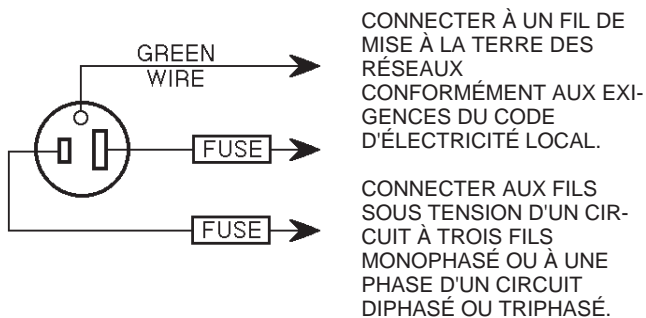 GREEN
WIRE
CONNECTER À UN FIL DE
MISE À LA TERRE DES
RÉSEAUX
CONFORMÉMENT AUX EXI-
GENCES DU CODE
D'ÉLECTRICITÉ LOCAL.
FUSE
FUSE
CONNECTER AUX FILS
SOUS TENSION D'UN CIR-
CUIT À TROIS FILS
MONOPHASÉ OU À UNE
PHASE D'UN CIRCUIT
DIPHASÉ OU TRIPHASÉ.